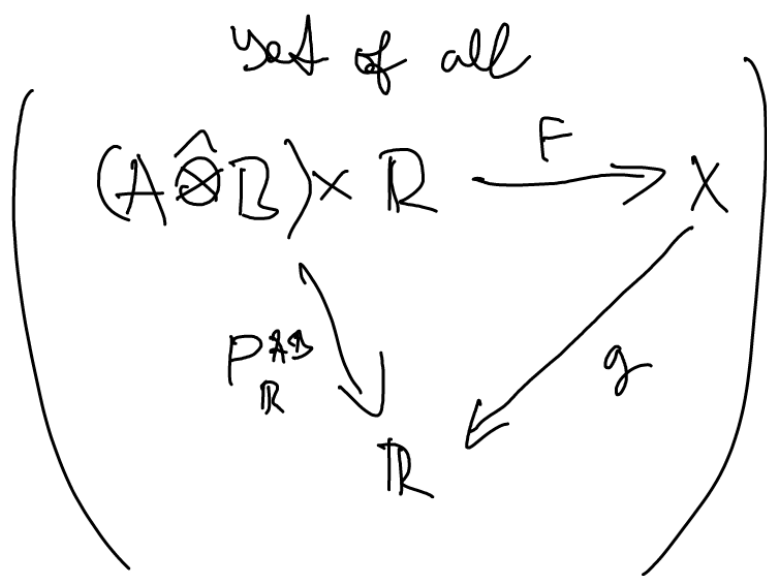 set of all
(A ⊗̂ B) × ℝ F X
P^{AB}_ℝ g
ℝ